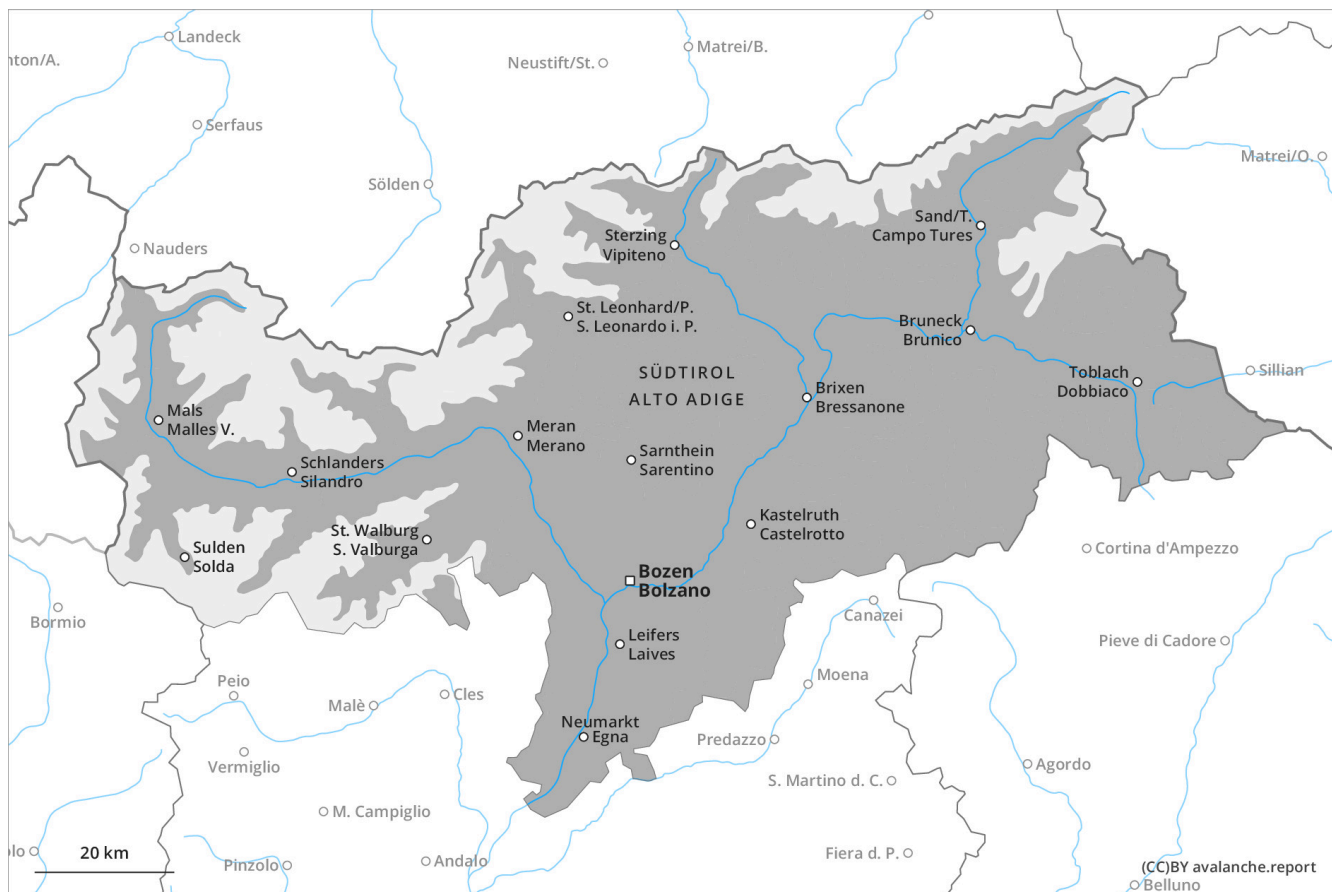 Landeck
nton/A.
Neustift/St.
Matrei/B.
Serfaus
Matrei/O.
Sölden
Nauders
Sand/T.
Campo Tures
Sterzing
Vipiteno
St. Leonhard/P.
S. Leonardo i. P.
Bruneck
Brunico
SÜDTIROL
ALTO ADIGE
Toblach
Dobbiaco
Sillian
Brixen
Bressanone
Mals
Malles V.
Meran
Merano
Schlanders
Silandro
Sarnthein
Sarentino
Kastelruth
Castelrotto
St. Walburg
S. Valburga
Sulden
Solda
Cortina d'Ampezzo
Bozen
Bolzano
Bormio
Canazei
Leifers
Laives
Pieve di Cadore
Peio
Malè
Cles
Moena
Neumarkt
Egna
Predazzo
Vermiglio
Agordo
S. Martino d. C.
M. Campiglio
20 km
olo
Pinzolo
Andalo
Fiera d. P.
(CC)BY avalanche.report
Belluno